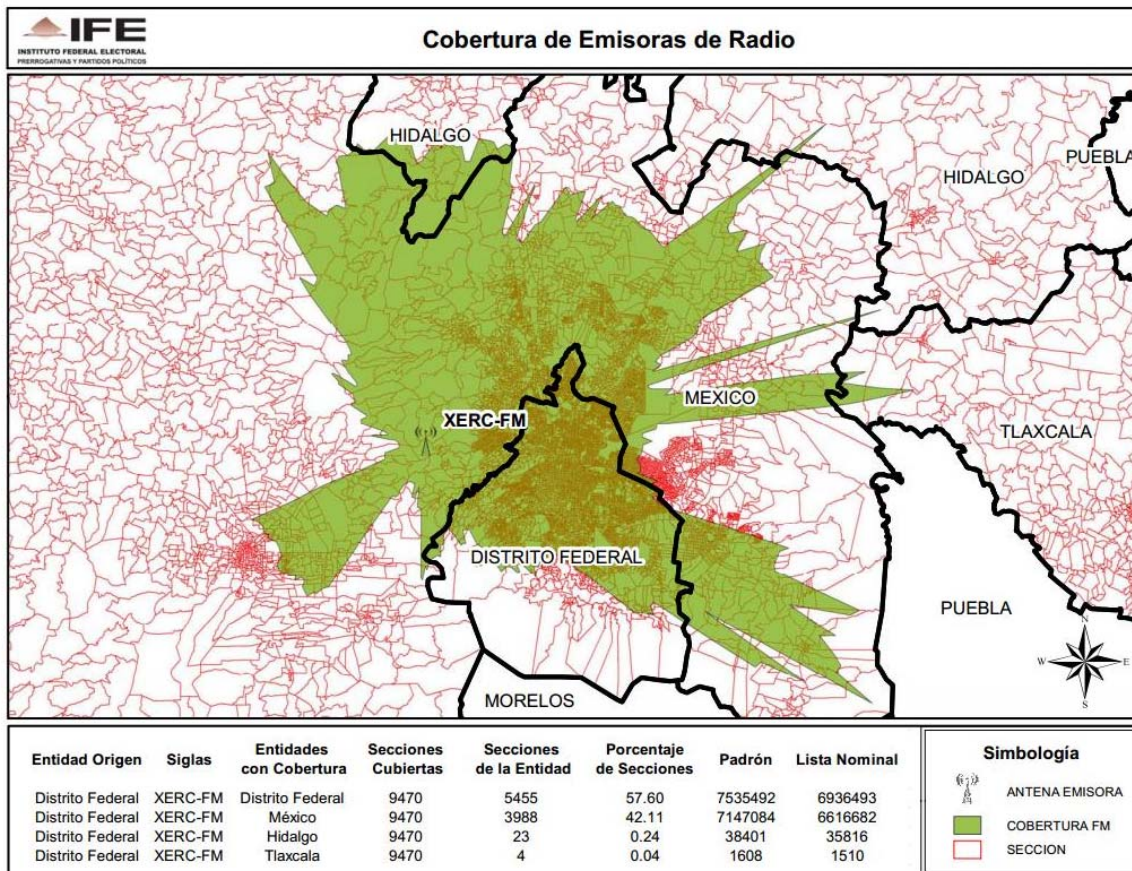 IFE
INSTITUTO FEDERAL ELECTORAL
PRERROGATIVAS Y PARTIDOS POLÍTICOS
Cobertura de Emisoras de Radio
HIDALGO
PUEBLA
HIDALGO
MEXICO
XERC-FM
TLAXCALA
DISTRITO FEDERAL
PUEBLA
MORELOS
N
W E
S
Entidad Origen Siglas Entidades con Cobertura Secciones Cubiertas Secciones de la Entidad Porcentaje de Secciones Padrón Lista Nominal
Distrito Federal XERC-FM Distrito Federal 9470 5455 57.60 7535492 6936493
Distrito Federal XERC-FM México 9470 3988 42.11 7147084 6616682
Distrito Federal XERC-FM Hidalgo 9470 23 0.24 38401 35816
Distrito Federal XERC-FM Tlaxcala 9470 4 0.04 1608 1510
Simbología
ANTENA EMISORA
COBERTURA FM
SECCION